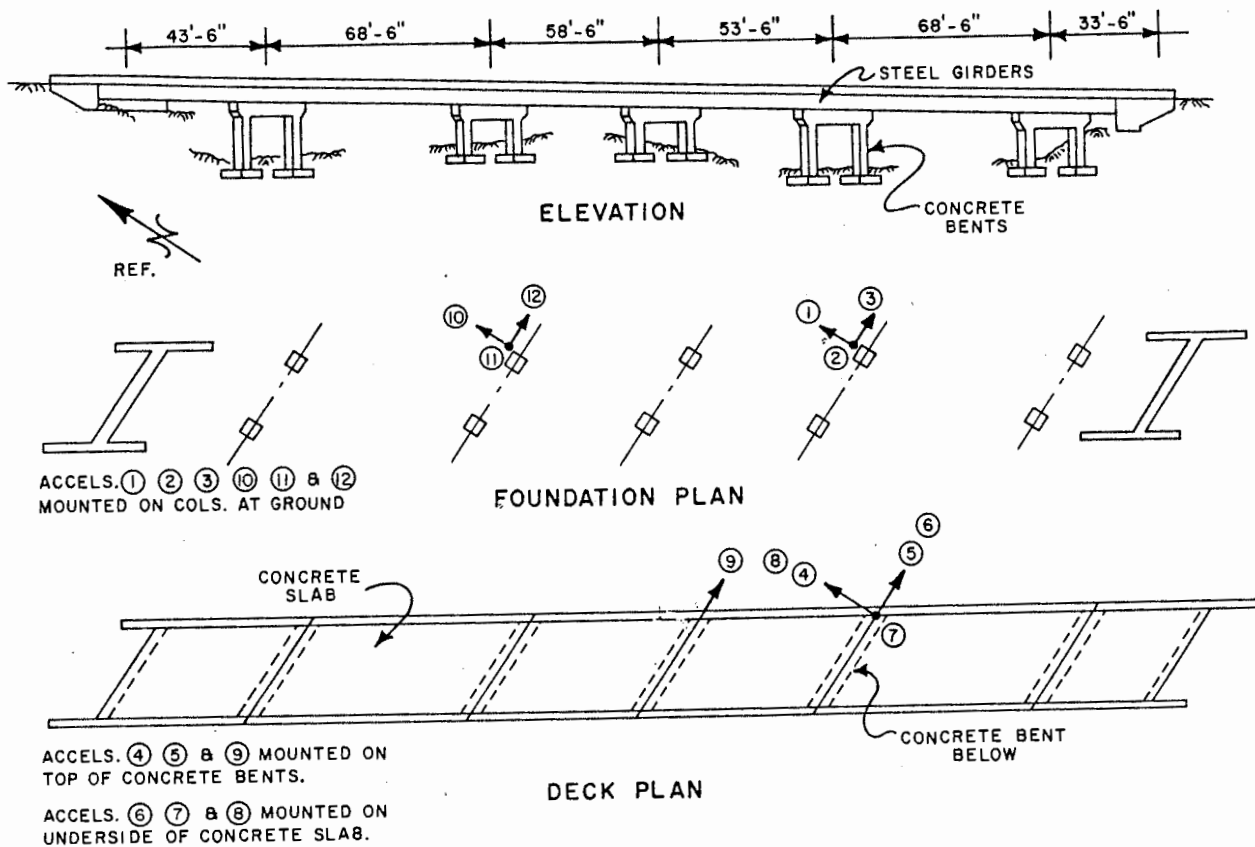 43'-6" 68'-6" 58'-6" 53'-6" 68'-6" 33'-6"
STEEL GIRDERS
ELEVATION
CONCRETE
BENTS
REF.
⑩ ⑫ ⑪
① ③ ②
ACCELS. ① ② ③ ⑩ ⑪ & ⑫
MOUNTED ON COLS. AT GROUND
FOUNDATION PLAN
CONCRETE
SLAB
⑨ ⑧ ④ ⑥ ⑤ ⑦
CONCRETE BENT
BELOW
ACCELS. ④ ⑤ & ⑨ MOUNTED ON
TOP OF CONCRETE BENTS.
DECK PLAN
ACCELS. ⑥ ⑦ & ⑧ MOUNTED ON
UNDERSIDE OF CONCRETE SLAB.